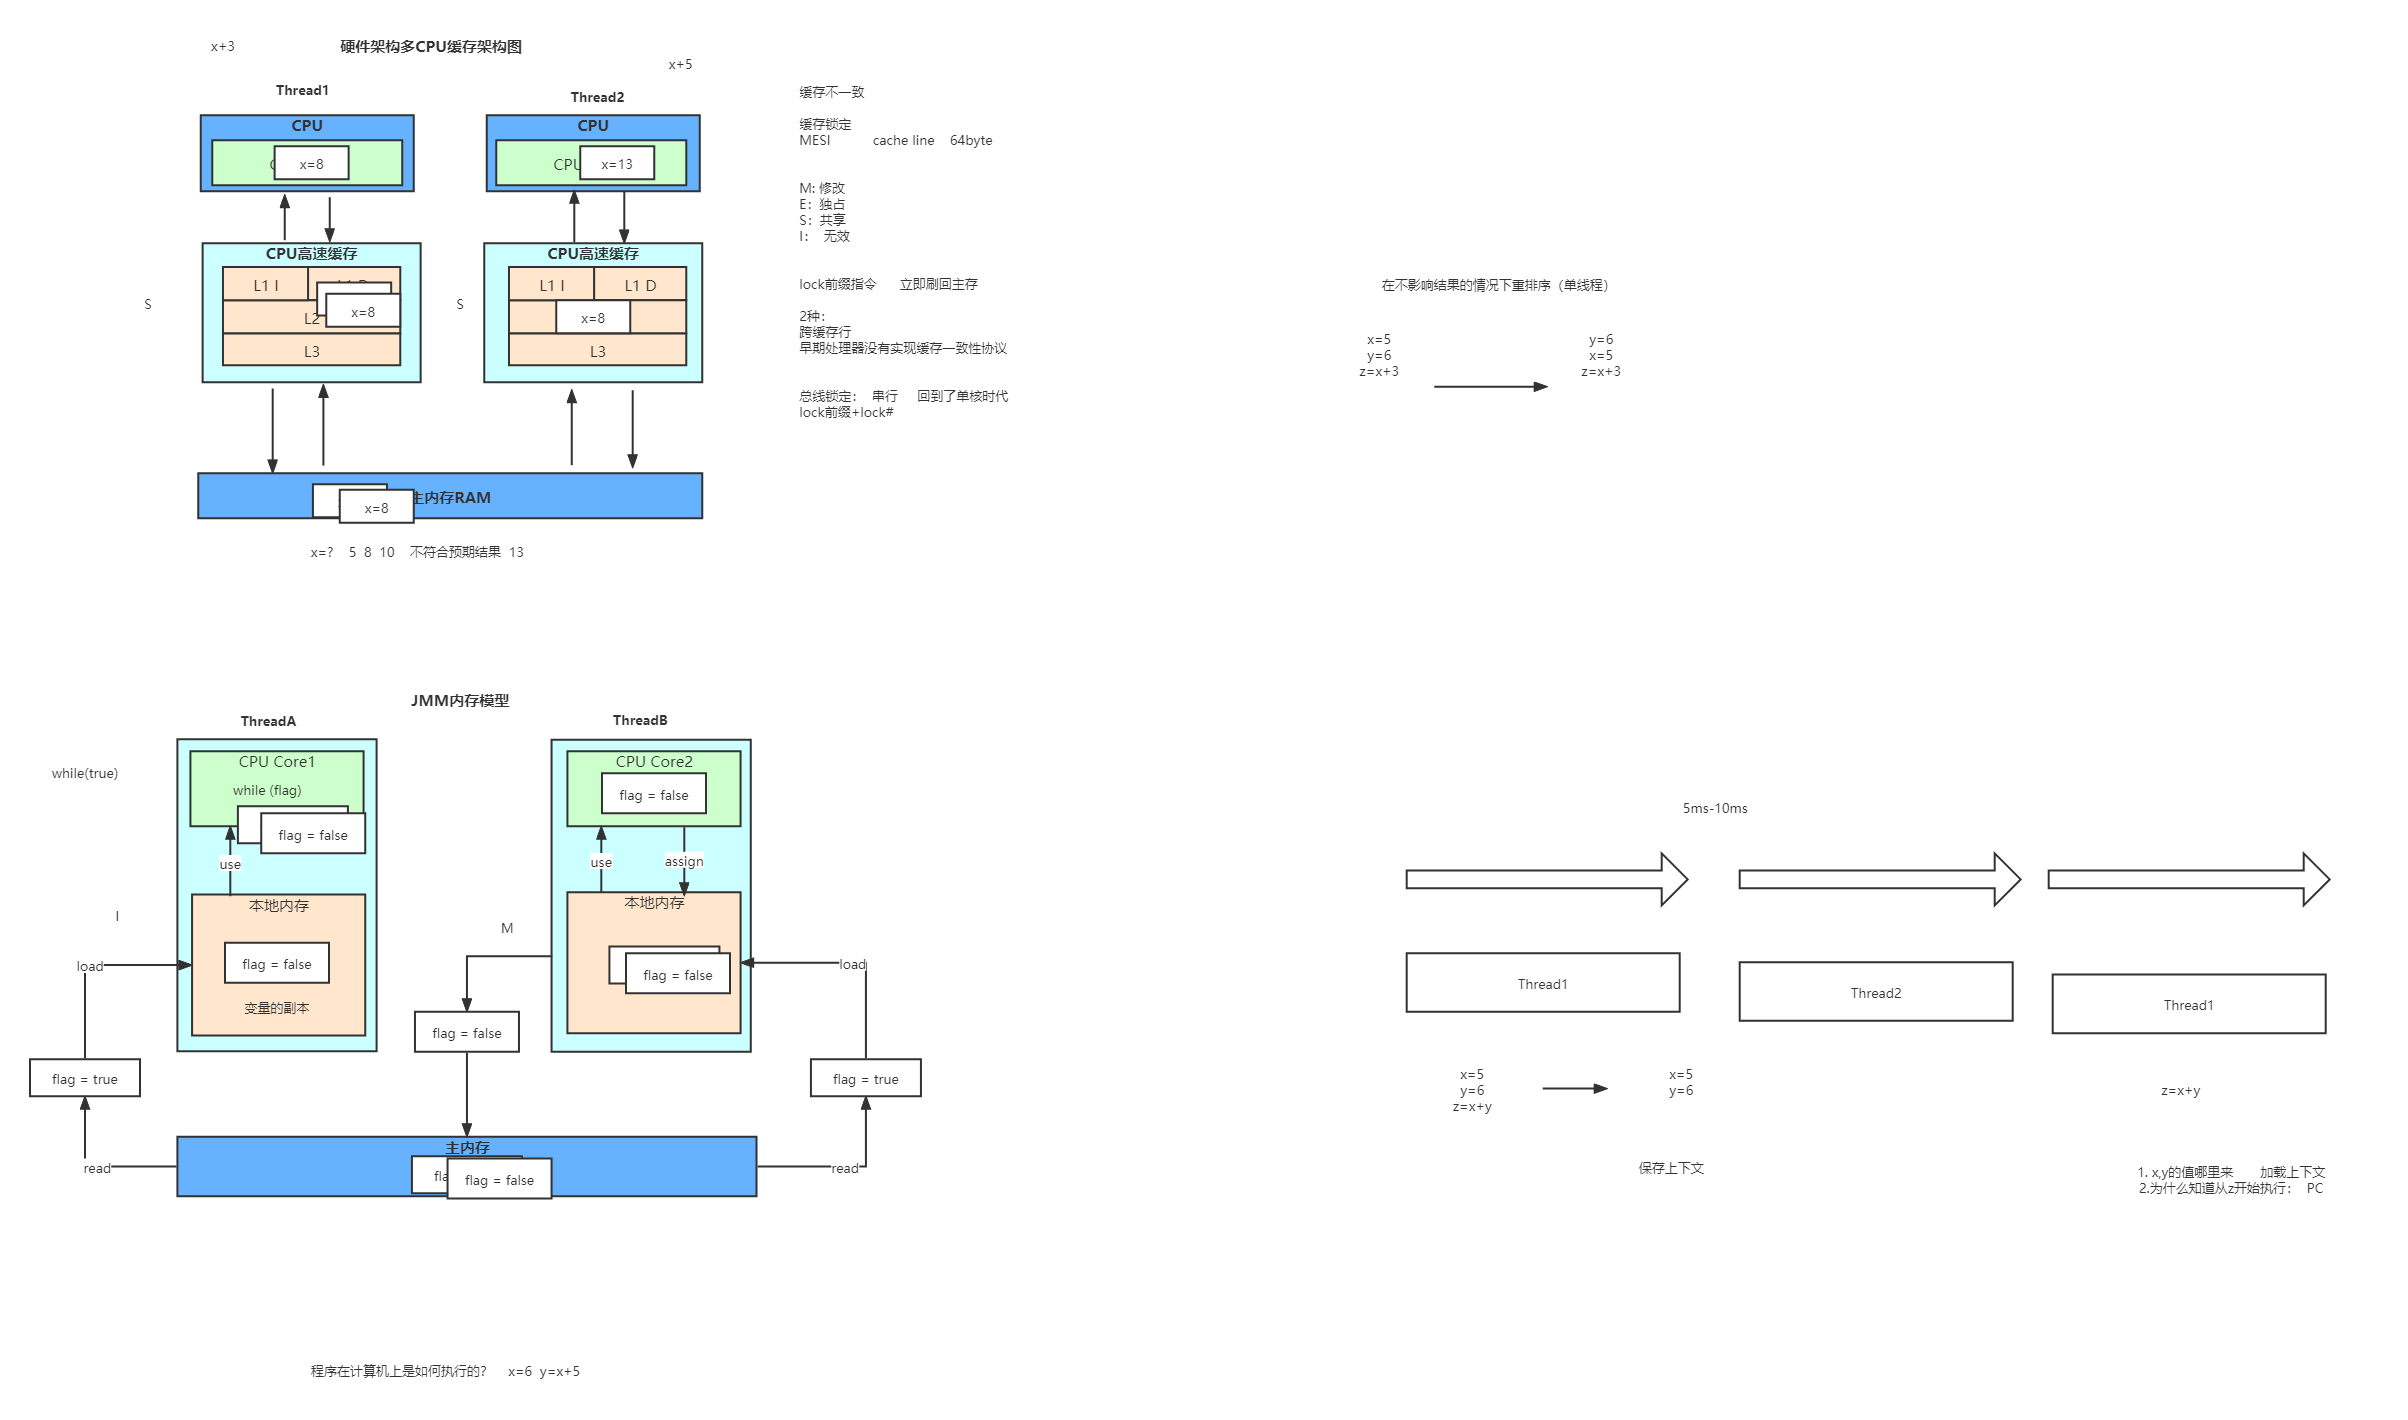 x+3
硬件架构多CPU缓存架构图
x+5
Thread1
Thread2
CPU
x=8
CPU
CPU
x=13
CPU高速缓存
L1 I
L2
x=8
L3
S
CPU高速缓存
L1 I
L1 D
x=8
L3
S
主内存RAM
x=8
x=? 5 8 10 不符合预期结果 13
缓存不一致
缓存锁定
MESI cache line 64byte
M: 修改
E：独占
S：共享
I： 无效
lock前缀指令 立即刷回主存
2种：
跨缓存行
早期处理器没有实现缓存一致性协议
总线锁定： 串行 回到了单核时代
lock前缀+lock#
在不影响结果的情况下重排序（单线程）
x=5
y=6
z=x+3
y=6
x=5
z=x+3
JMM内存模型
ThreadA
ThreadB
while(true)
CPU Core1
while (flag)
flag = false
use
本地内存
flag = false
变量的副本
I
load
flag = true
read
CPU Core2
flag = false
use
assign
本地内存
flag = false
M
flag = false
load
flag = true
read
主内存
flag = false
程序在计算机上是如何执行的? x=6 y=x+5
5ms-10ms
Thread1
Thread2
Thread1
x=5
y=6
z=x+y
x=5
y=6
z=x+y
保存上下文
1. x,y的值哪里来 加载上下文
2.为什么知道从z开始执行： PC